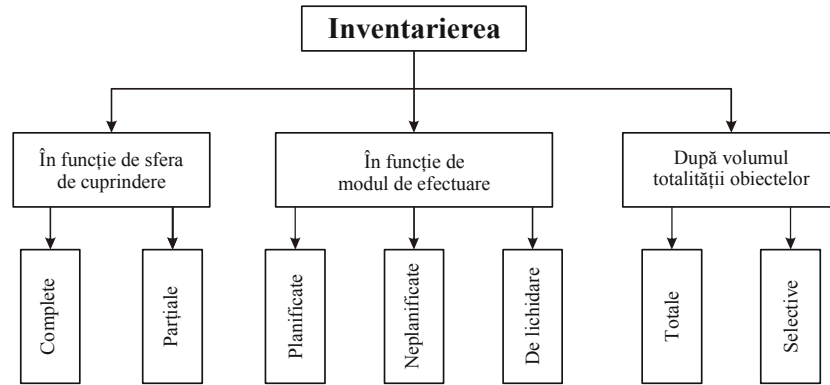 Inventarierea
În funcție de sfera
de cuprindere
În funcție de
modul de efectuare
După volumul
totalității obiectelor
Complete
Parțiale
Planificate
Neplanificate
De lichidare
Totale
Selective